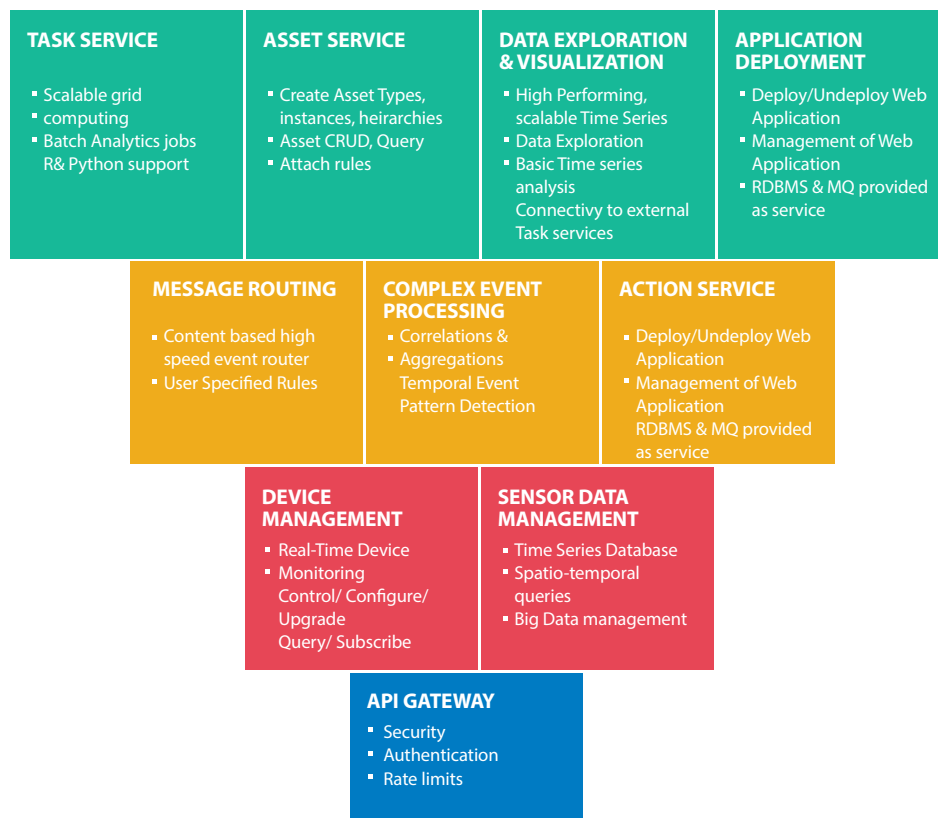 TASK SERVICE
▪ Scalable grid
▪ computing
▪ Batch Analytics jobs
R& Python support
ASSET SERVICE
▪ Create Asset Types,
instances, heirarchies
▪ Asset CRUD, Query
▪ Attach rules
DATA EXPLORATION
& VISUALIZATION
▪ High Performing,
scalable Time Series
▪ Data Exploration
▪ Basic Time series
analysis
Connectivy to external
Task services
APPLICATION
DEPLOYMENT
▪ Deploy/Undeploy Web
Application
▪ Management of Web
Application
▪ RDBMS & MQ provided
as service
MESSAGE ROUTING
▪ Content based high
speed event router
▪ User Specified Rules
COMPLEX EVENT
PROCESSING
▪ Correlations &
▪ Aggregations
Temporal Event
Pattern Detection
ACTION SERVICE
▪ Deploy/Undeploy Web
Application
▪ Management of Web
Application
RDBMS & MQ provided
as service
DEVICE
MANAGEMENT
▪ Real-Time Device
▪ Monitoring
Control/ Configure/
Upgrade
Query/ Subscribe
SENSOR DATA
MANAGEMENT
▪ Time Series Database
▪ Spatio-temporal
queries
▪ Big Data management
API GATEWAY
▪ Security
▪ Authentication
▪ Rate limits